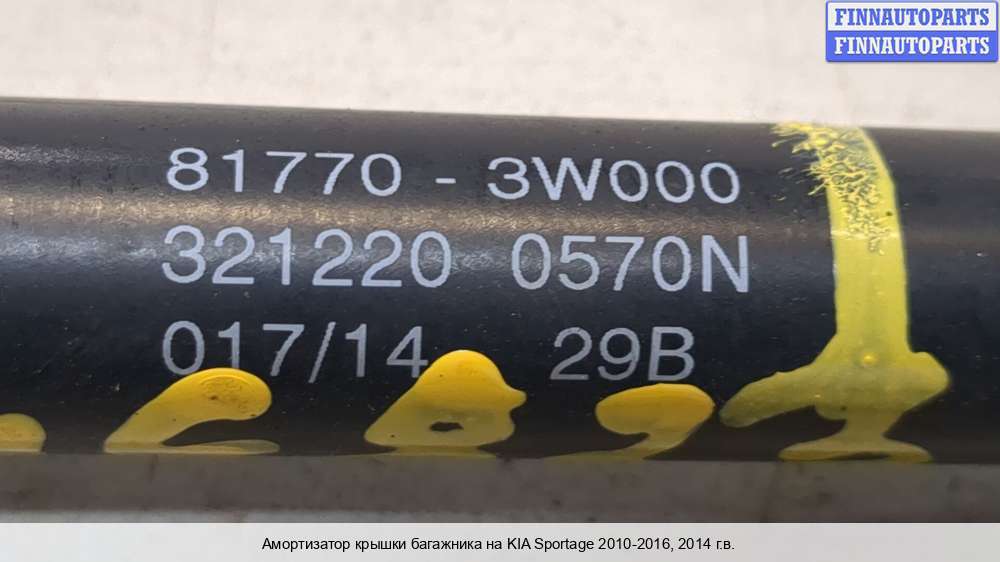 FINNAUTOPARTS
FINNAUTOPARTS
81770 - 3W000
321220 0570N
017/14 29B
Амортизатор крышки багажника на KIA Sportage 2010-2016, 2014 г.в.